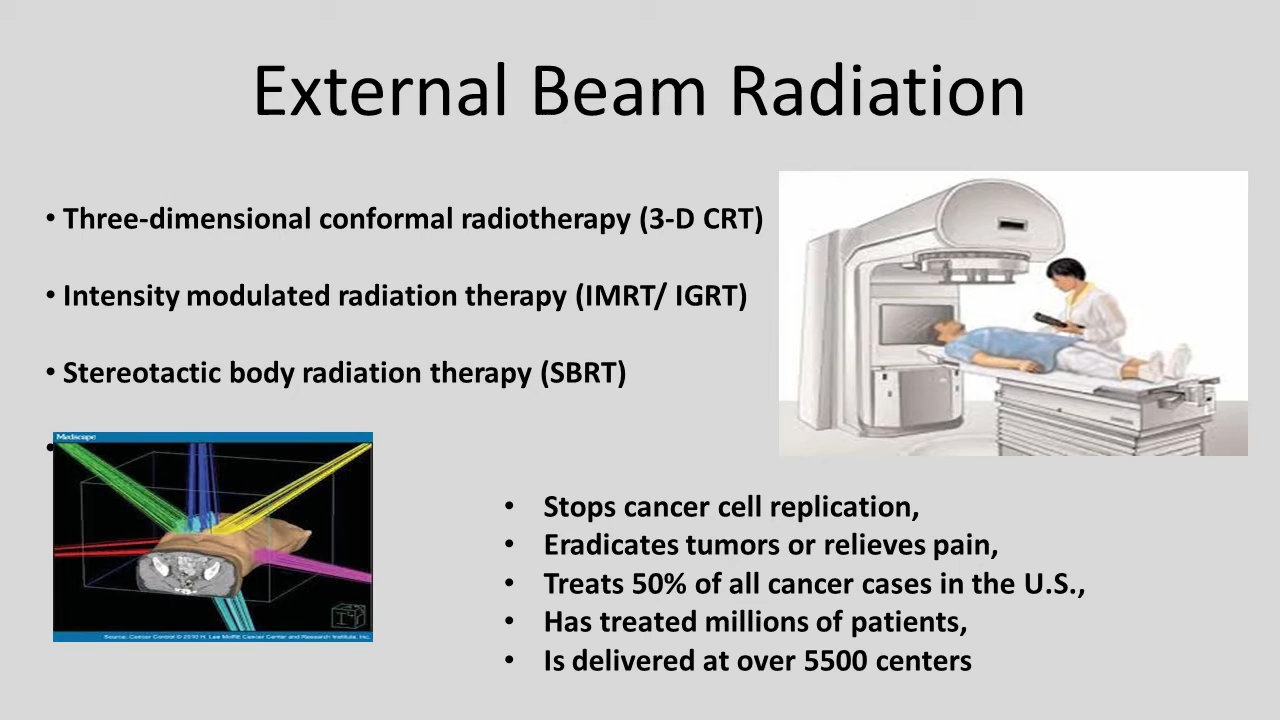 External Beam Radiation
• Three-dimensional conformal radiotherapy (3-D CRT)
• Intensity modulated radiation therapy (IMRT/ IGRT)
• Stereotactic body radiation therapy (SBRT)
•
Medscape
Source: Cancer Control © 2010 H. Lee Moffitt Cancer Center and Research Institute, Inc.
• Stops cancer cell replication,
• Eradicates tumors or relieves pain,
• Treats 50% of all cancer cases in the U.S.,
• Has treated millions of patients,
• Is delivered at over 5500 centers